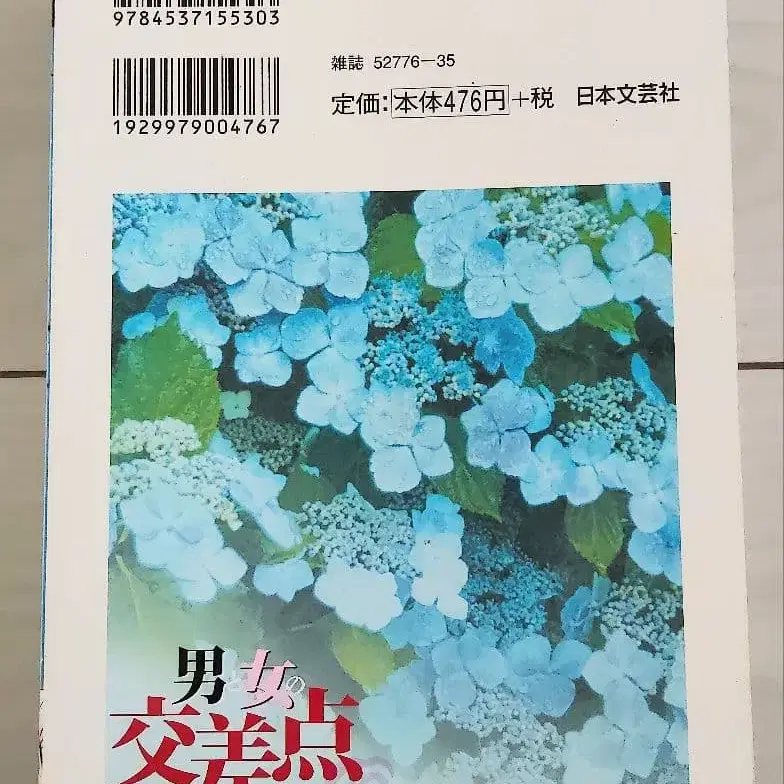 9784537155303
雑誌 52776-35
1929979004767
定価:本体476円+税 日本文芸社
男と女の
交差点